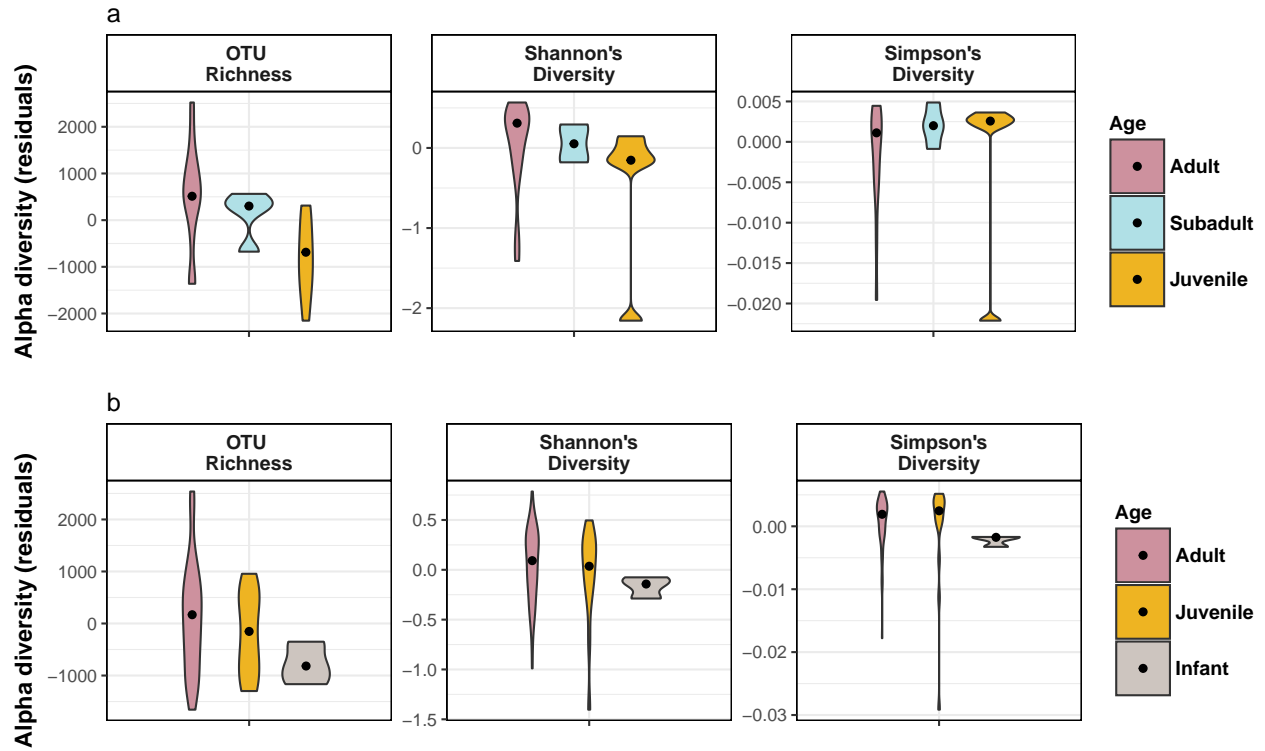 a
OTU
Richness
Shannon's
Diversity
Simpson's
Diversity
Alpha diversity (residuals)
2000
1000
0
−1000
−2000
0
−1
−2
0.005
0.000
−0.005
−0.010
−0.015
−0.020
Age
Adult
Subadult
Juvenile
b
OTU
Richness
Shannon's
Diversity
Simpson's
Diversity
Alpha diversity (residuals)
2000
1000
0
−1000
0.5
0.0
−0.5
−1.0
−1.5
0.00
−0.01
−0.02
−0.03
Age
Adult
Juvenile
Infant